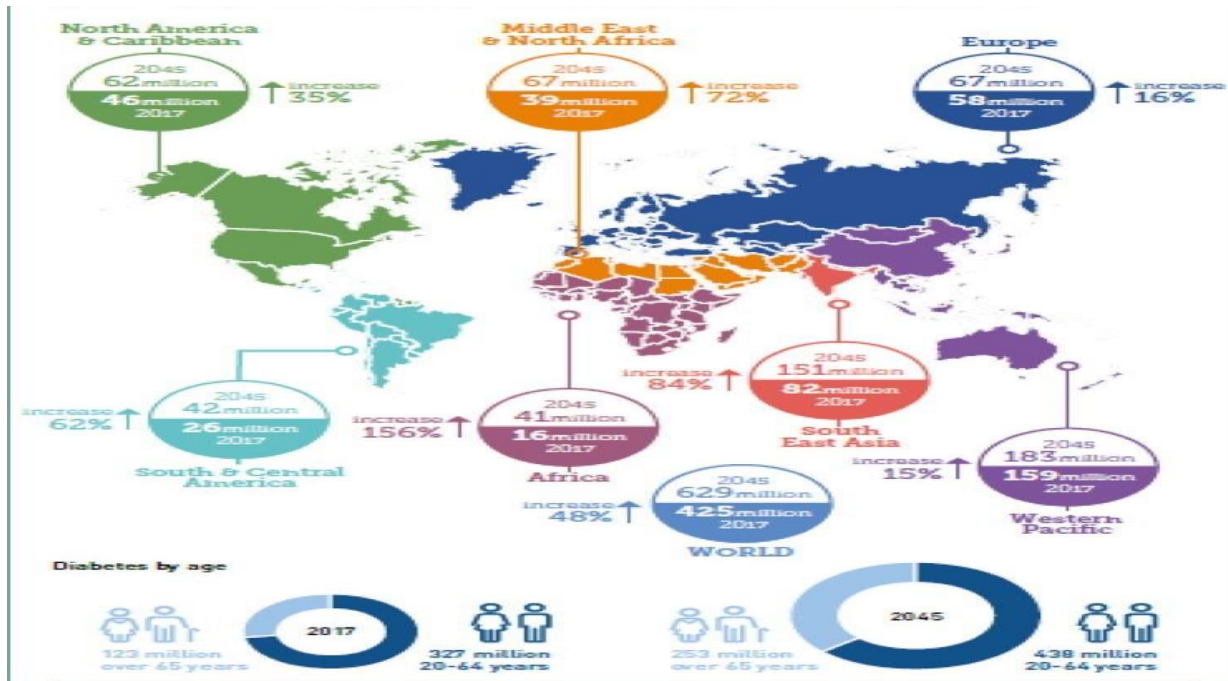 North America
& Caribbean
2045
62 million
46 million
2017
increase
35%
Middle East
& North Africa
2045
67 million
39 million
2017
increase
72%
Europe
2045
67 million
58 million
2017
increase
16%
increase
62%
2045
42 million
26 million
2017
South & Central
America
increase
156%
2045
41 million
16 million
2017
Africa
increase
84%
2045
151 million
82 million
2017
South
East Asia
increase
15%
2045
183 million
159 million
2017
Western
Pacific
increase
48%
2045
629 million
425 million
2017
WORLD
Diabetes by age
123 million
over 65 years
2017
327 million
20-64 years
253 million
over 65 years
2045
438 million
20-64 years